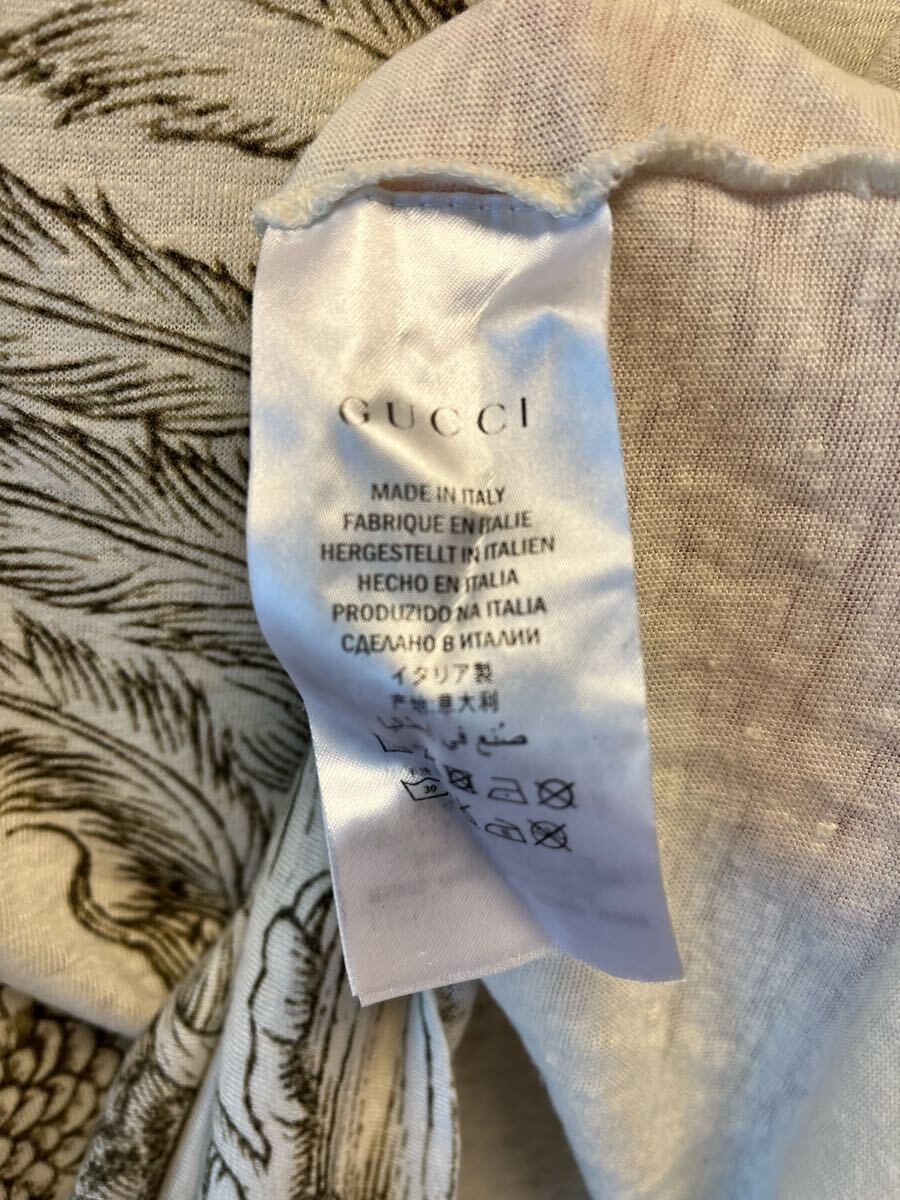 GUCCI
MADE IN ITALY
FABRIQUE EN ITALIE
HERGESTELLT IN ITALIEN
HECHO EN ITALIA
PRODUZIDO NA ITALIA
СДЕЛАНО В ИТАЛИИ
イタリア製
产地 意大利
صنع في
30